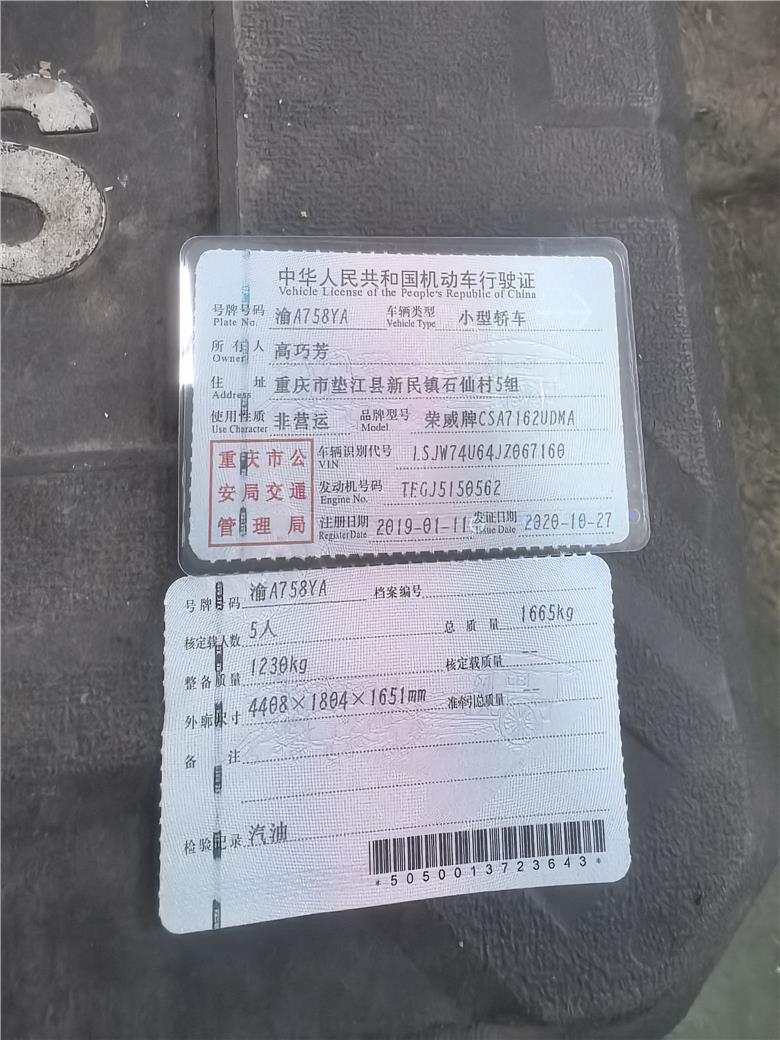 S
中华人民共和国机动车行驶证
Vehicle License of the People's Republic of China
号牌号码 Plate No. 渝A758YA 车辆类型 Vehicle Type 小型轿车
所有人 Owner 高巧芳
住址 Address 重庆市垫江县新民镇石仙村5组
使用性质 Use Character 非营运 品牌型号 Model 荣威牌CSA7162UDMA
车辆识别代号 VIN LSJW74U64JZ067160
发动机号码 Engine No. TEGJ5150562
注册日期 Register Date 2019-01-11 发证日期 Issue Date 2020-10-27
重庆市公
安局交通
管理局
号牌号码 渝A758YA 档案编号
核定载人数 5人 总质量 1665kg
整备质量 1230kg 核定载质量 --
外廓尺寸 4408×1804×1651mm 准牵引总质量 --
备注
检验记录 汽油
*5050013723643*